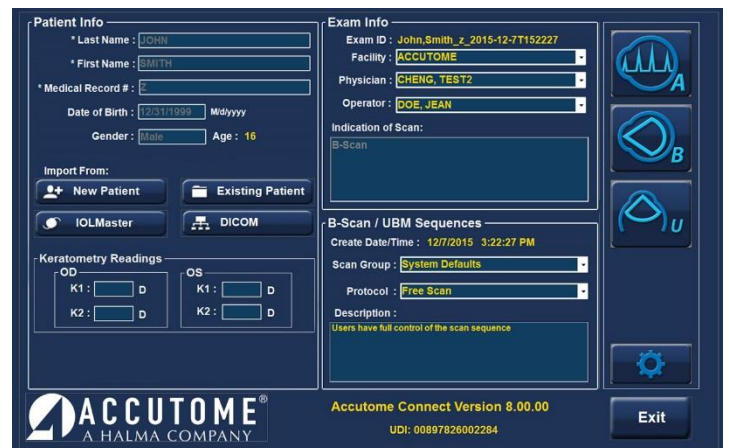 Patient Info
* Last Name : JOHN
* First Name : SMITH
* Medical Record # : Z
Date of Birth : 12/31/1999 M/d/yyyy
Gender : Male Age : 16
Import From:
New Patient Existing Patient
IOLMaster DICOM
Keratometry Readings
OD OS
K1 : D K1 : D
K2 : D K2 : D
Exam Info
Exam ID : John,Smith_z_2015-12-7T152227
Facility : ACCUTOME
Physician : CHENG, TEST2
Operator : DOE, JEAN
Indication of Scan:
B-Scan
B-Scan / UBM Sequences
Create Date/Time : 12/7/2015 3:22:27 PM
Scan Group : System Defaults
Protocol : Free Scan
Description :
Users have full control of the scan sequence
A
B
U
ACCUTOME®
A HALMA COMPANY
Accutome Connect Version 8.00.00
UDI: 00897826002284
Exit